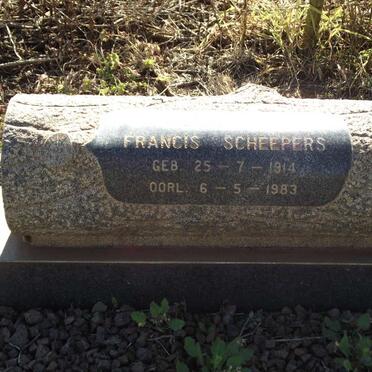 FRANCIS SCHEEPERS
GEB. 25 - 7 - 1914
OORL. 6 - 5 - 1983